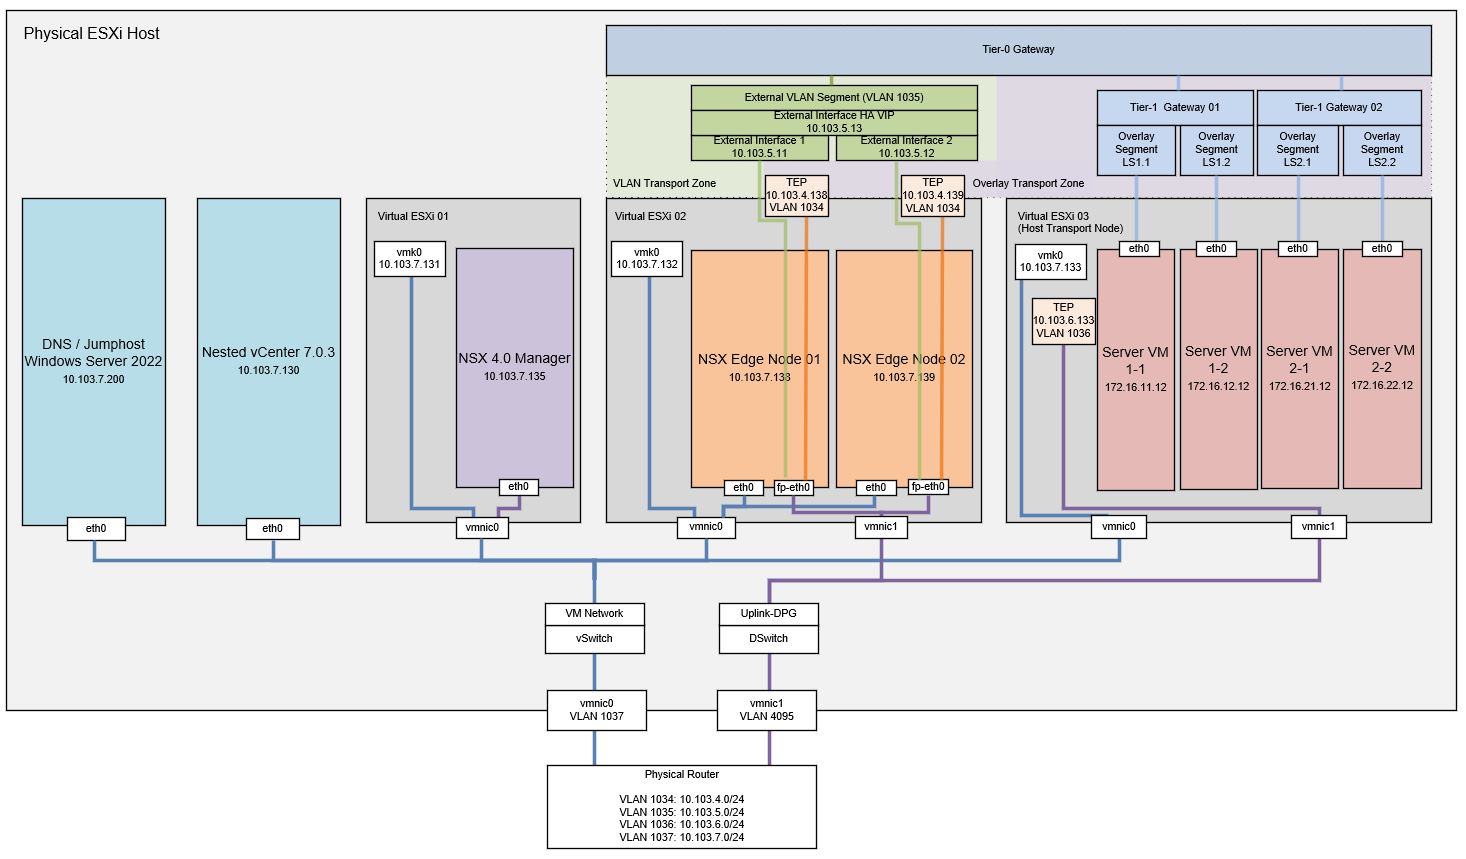 Physical ESXi Host
Tier-0 Gateway
External VLAN Segment (VLAN 1035)
External Interface HA VIP
10.103.5.13
External Interface 1
10.103.5.11
External Interface 2
10.103.5.12
Tier-1 Gateway 01
Tier-1 Gateway 02
Overlay
Segment
LS1.1
Overlay
Segment
LS1.2
Overlay
Segment
LS2.1
Overlay
Segment
LS2.2
VLAN Transport Zone
TEP
10.103.4.138
VLAN 1034
TEP
10.103.4.139
VLAN 1034
Overlay Transport Zone
Virtual ESXi 01
Virtual ESXi 02
Virtual ESXi 03
(Host Transport Node)
vmk0
10.103.7.131
vmk0
10.103.7.132
vmk0
10.103.7.133
eth0
eth0
eth0
eth0
TEP
10.103.6.133
VLAN 1036
DNS / Jumphost
Windows Server 2022
10.103.7.200
Nested vCenter 7.0.3
10.103.7.130
NSX 4.0 Manager
10.103.7.135
NSX Edge Node 01
10.103.7.138
NSX Edge Node 02
10.103.7.139
Server VM
1-1
172.16.11.12
Server VM
1-2
172.16.12.12
Server VM
2-1
172.16.21.12
Server VM
2-2
172.16.22.12
eth0
eth0
fp-eth0
eth0
fp-eth0
eth0
eth0
vmnic0
vmnic0
vmnic1
vmnic0
vmnic1
VM Network
vSwitch
Uplink-DPG
DSwitch
vmnic0
VLAN 1037
vmnic1
VLAN 4095
Physical Router
VLAN 1034: 10.103.4.0/24
VLAN 1035: 10.103.5.0/24
VLAN 1036: 10.103.6.0/24
VLAN 1037: 10.103.7.0/24